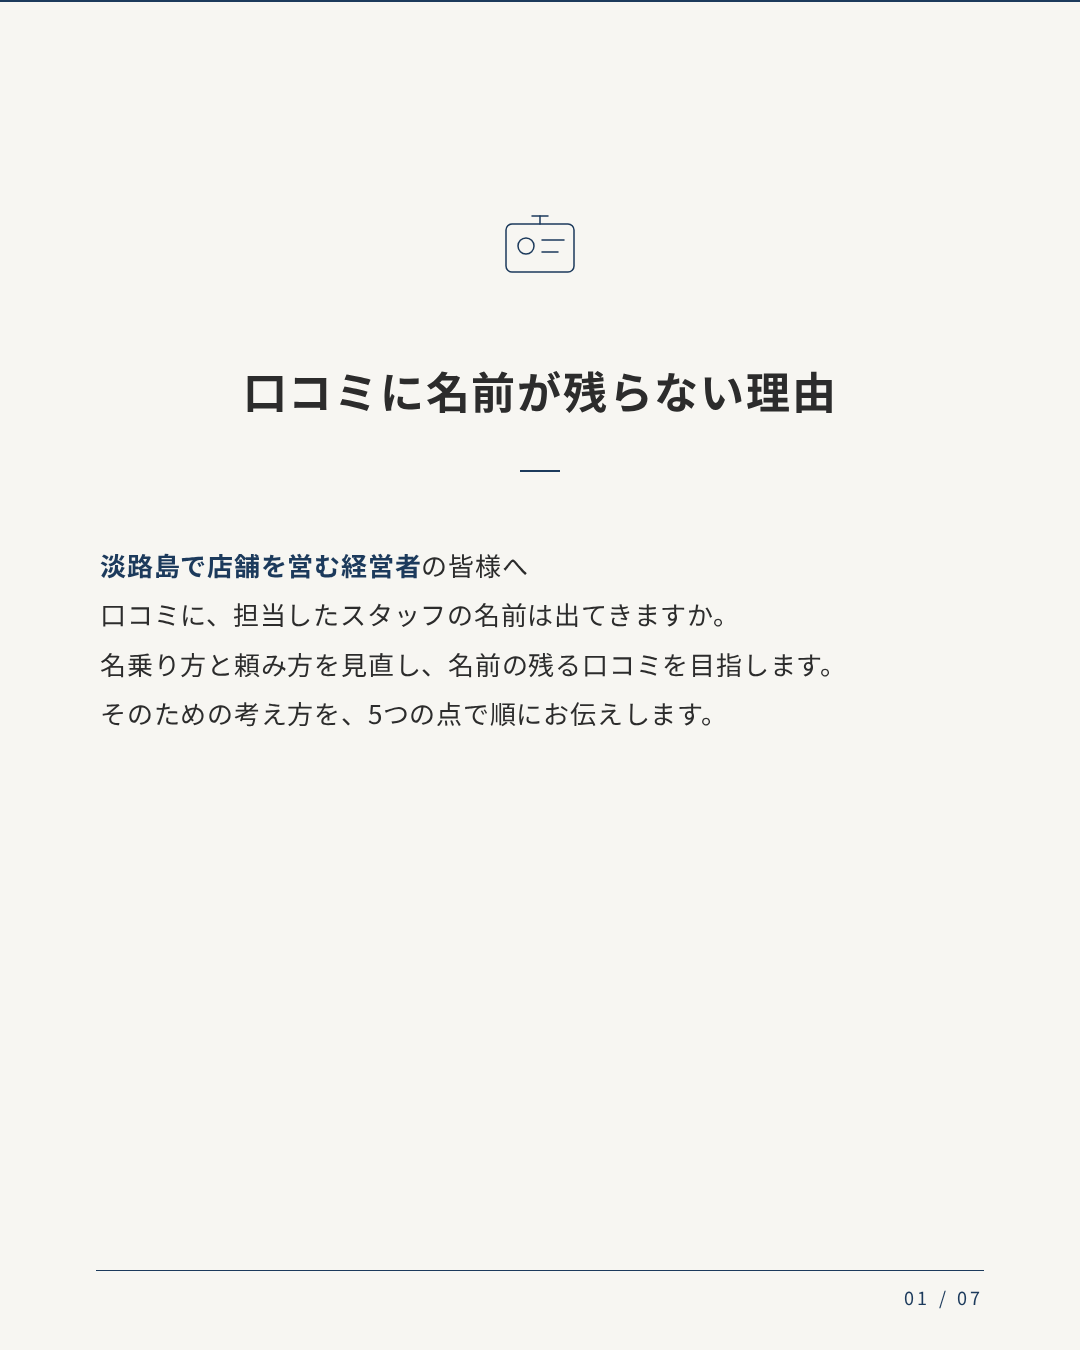 口コミに名前が残らない理由
淡路島で店舗を営む経営者の皆様へ
口コミに、担当したスタッフの名前は出てきますか。
名乗り方と頼み方を見直し、名前の残る口コミを目指します。
そのための考え方を、5つの点で順にお伝えします。
01 / 07